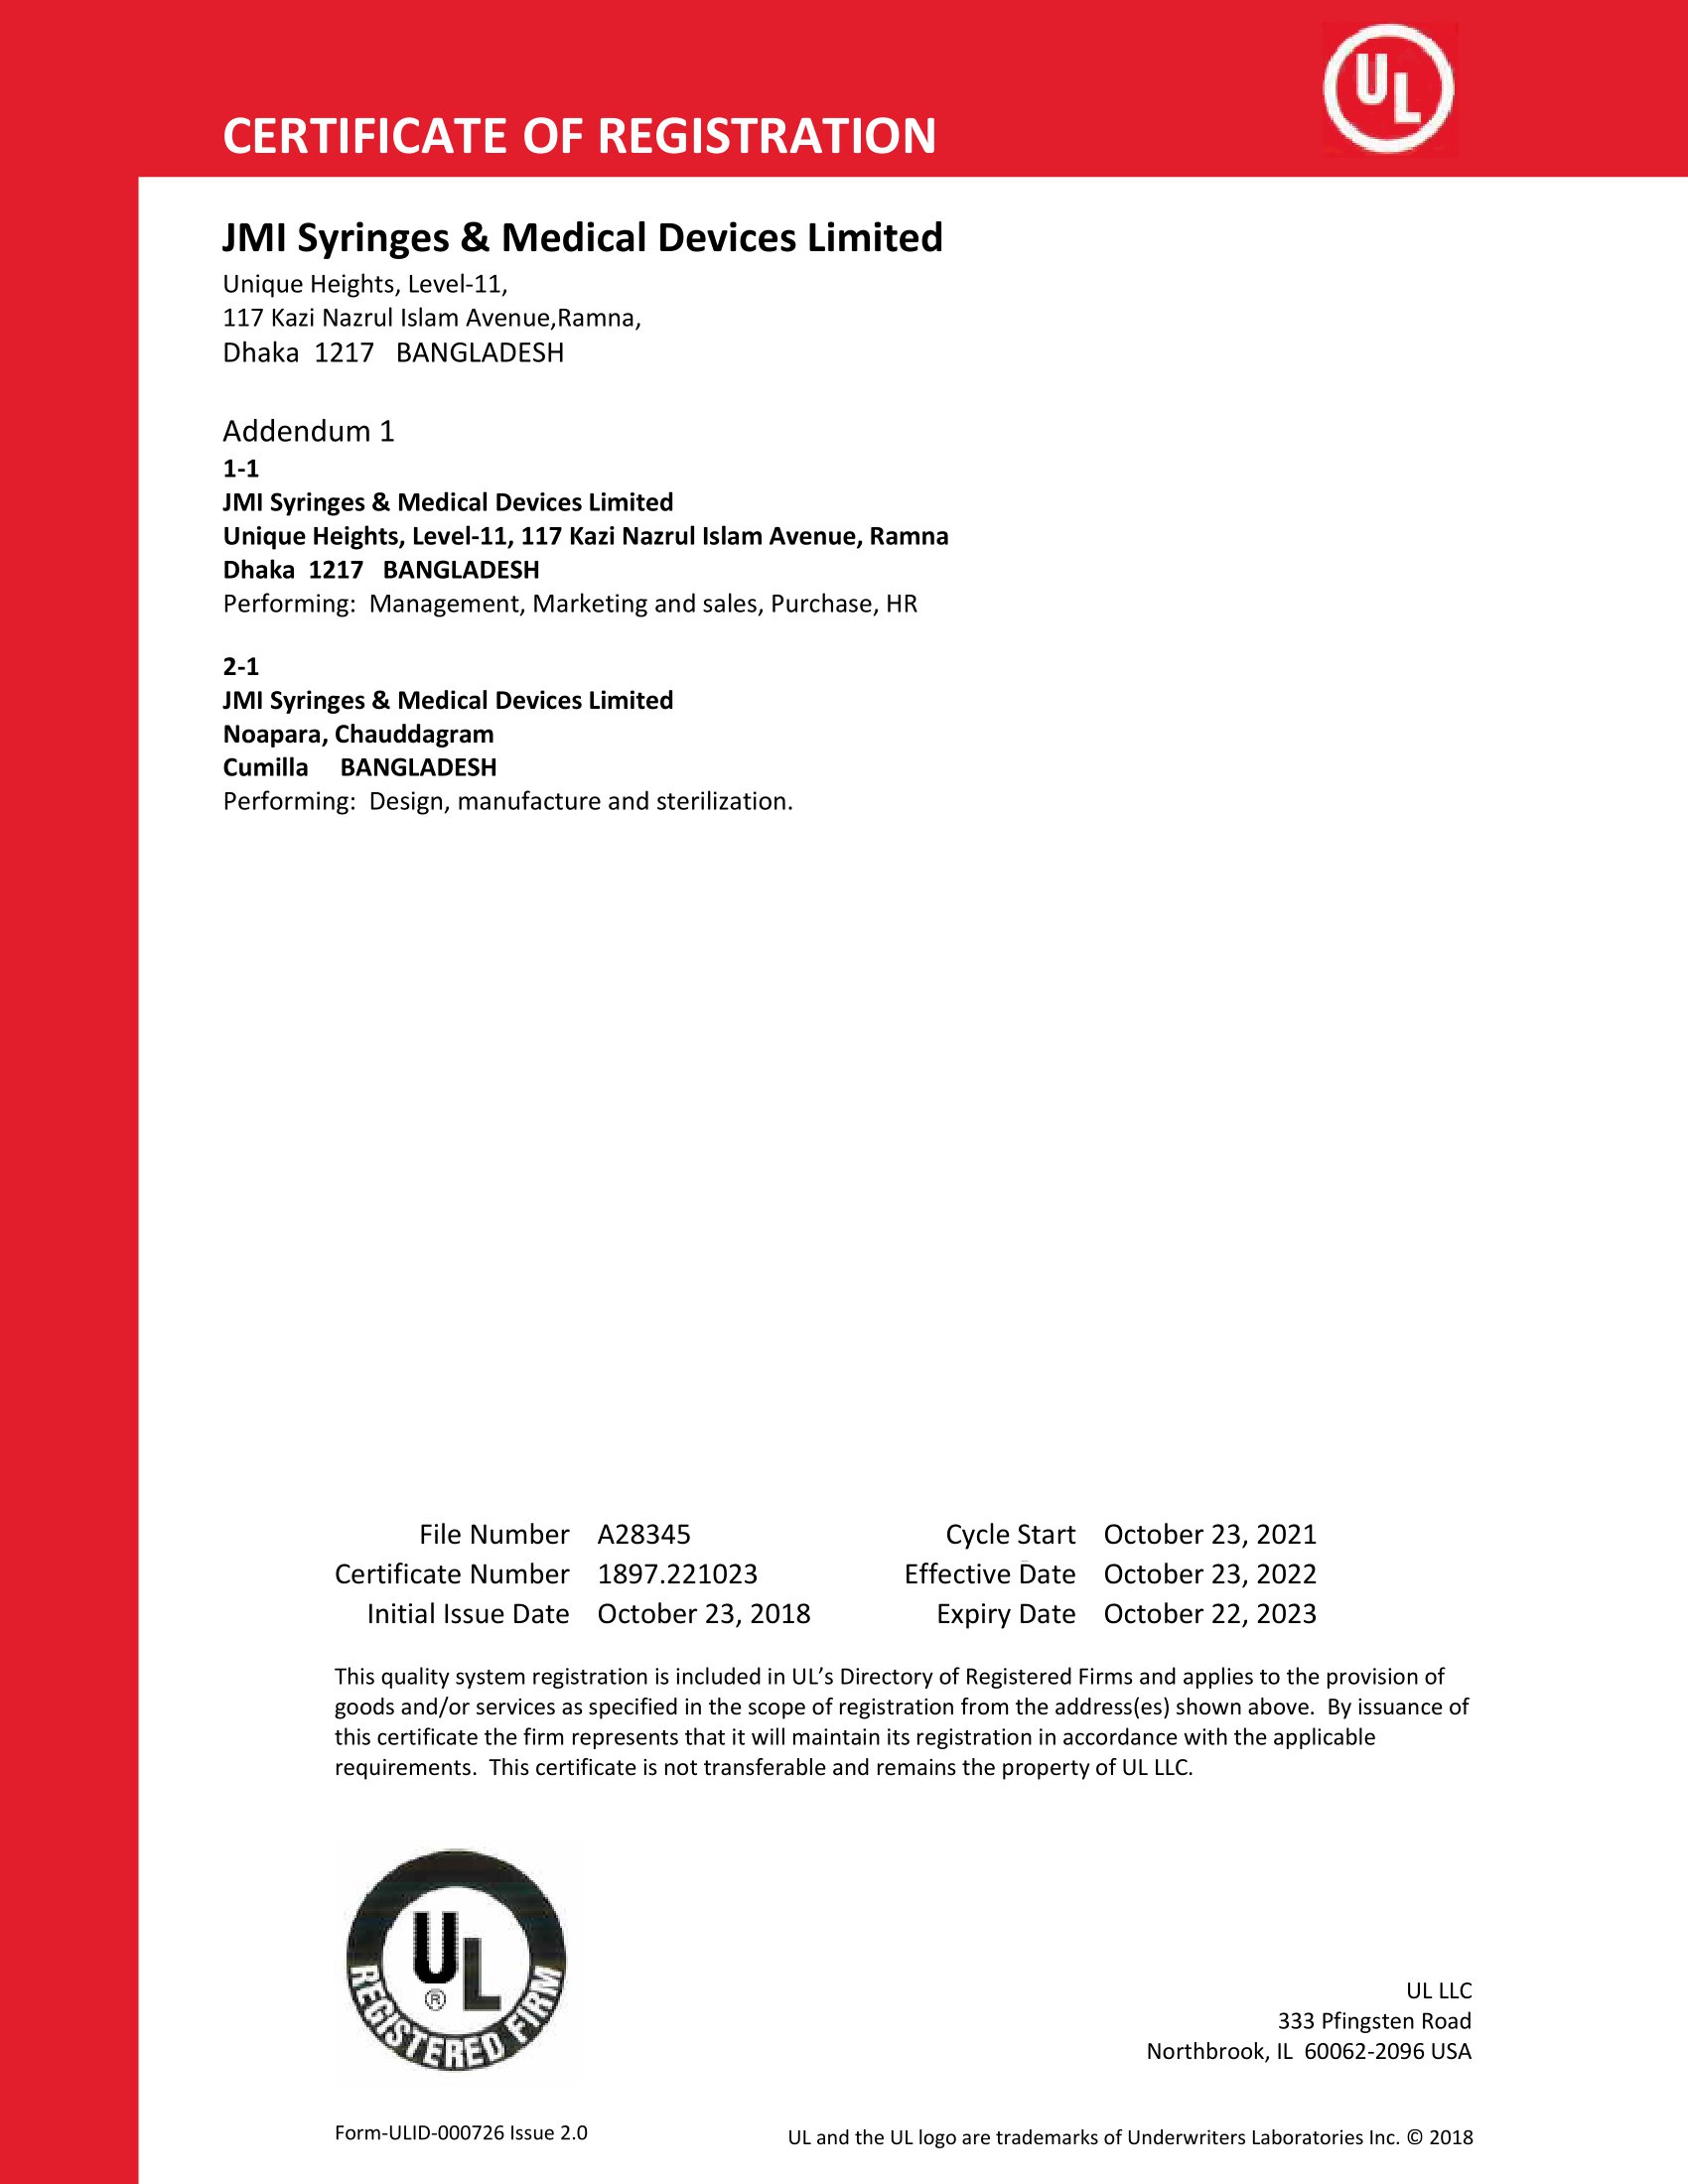 UL
CERTIFICATE OF REGISTRATION
JMI Syringes & Medical Devices Limited
Unique Heights, Level-11,
117 Kazi Nazrul Islam Avenue,Ramna,
Dhaka  1217   BANGLADESH
Addendum 1
1-1
JMI Syringes & Medical Devices Limited
Unique Heights, Level-11, 117 Kazi Nazrul Islam Avenue, Ramna
Dhaka  1217   BANGLADESH
Performing:  Management, Marketing and sales, Purchase, HR
2-1
JMI Syringes & Medical Devices Limited
Noapara, Chauddagram
Cumilla     BANGLADESH
Performing:  Design, manufacture and sterilization.
File Number A28345 Cycle Start October 23, 2021
Certificate Number 1897.221023 Effective Date October 23, 2022
Initial Issue Date October 23, 2018 Expiry Date October 22, 2023
This quality system registration is included in UL’s Directory of Registered Firms and applies to the provision of
goods and/or services as specified in the scope of registration from the address(es) shown above.  By issuance of
this certificate the firm represents that it will maintain its registration in accordance with the applicable
requirements.  This certificate is not transferable and remains the property of UL LLC.
UL ®
REGISTERED FIRM
UL LLC
333 Pfingsten Road
Northbrook, IL  60062-2096 USA
Form-ULID-000726 Issue 2.0
UL and the UL logo are trademarks of Underwriters Laboratories Inc. © 2018